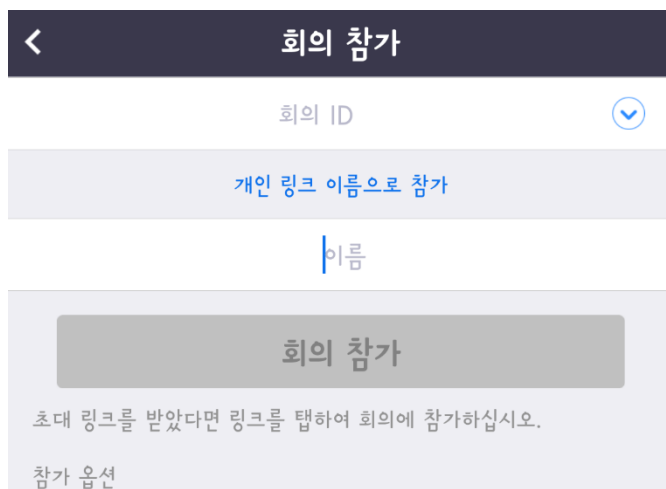 회의 참가
회의 ID
개인 링크 이름으로 참가
이름
회의 참가
초대 링크를 받았다면 링크를 탭하여 회의에 참가하십시오.
참가 옵션